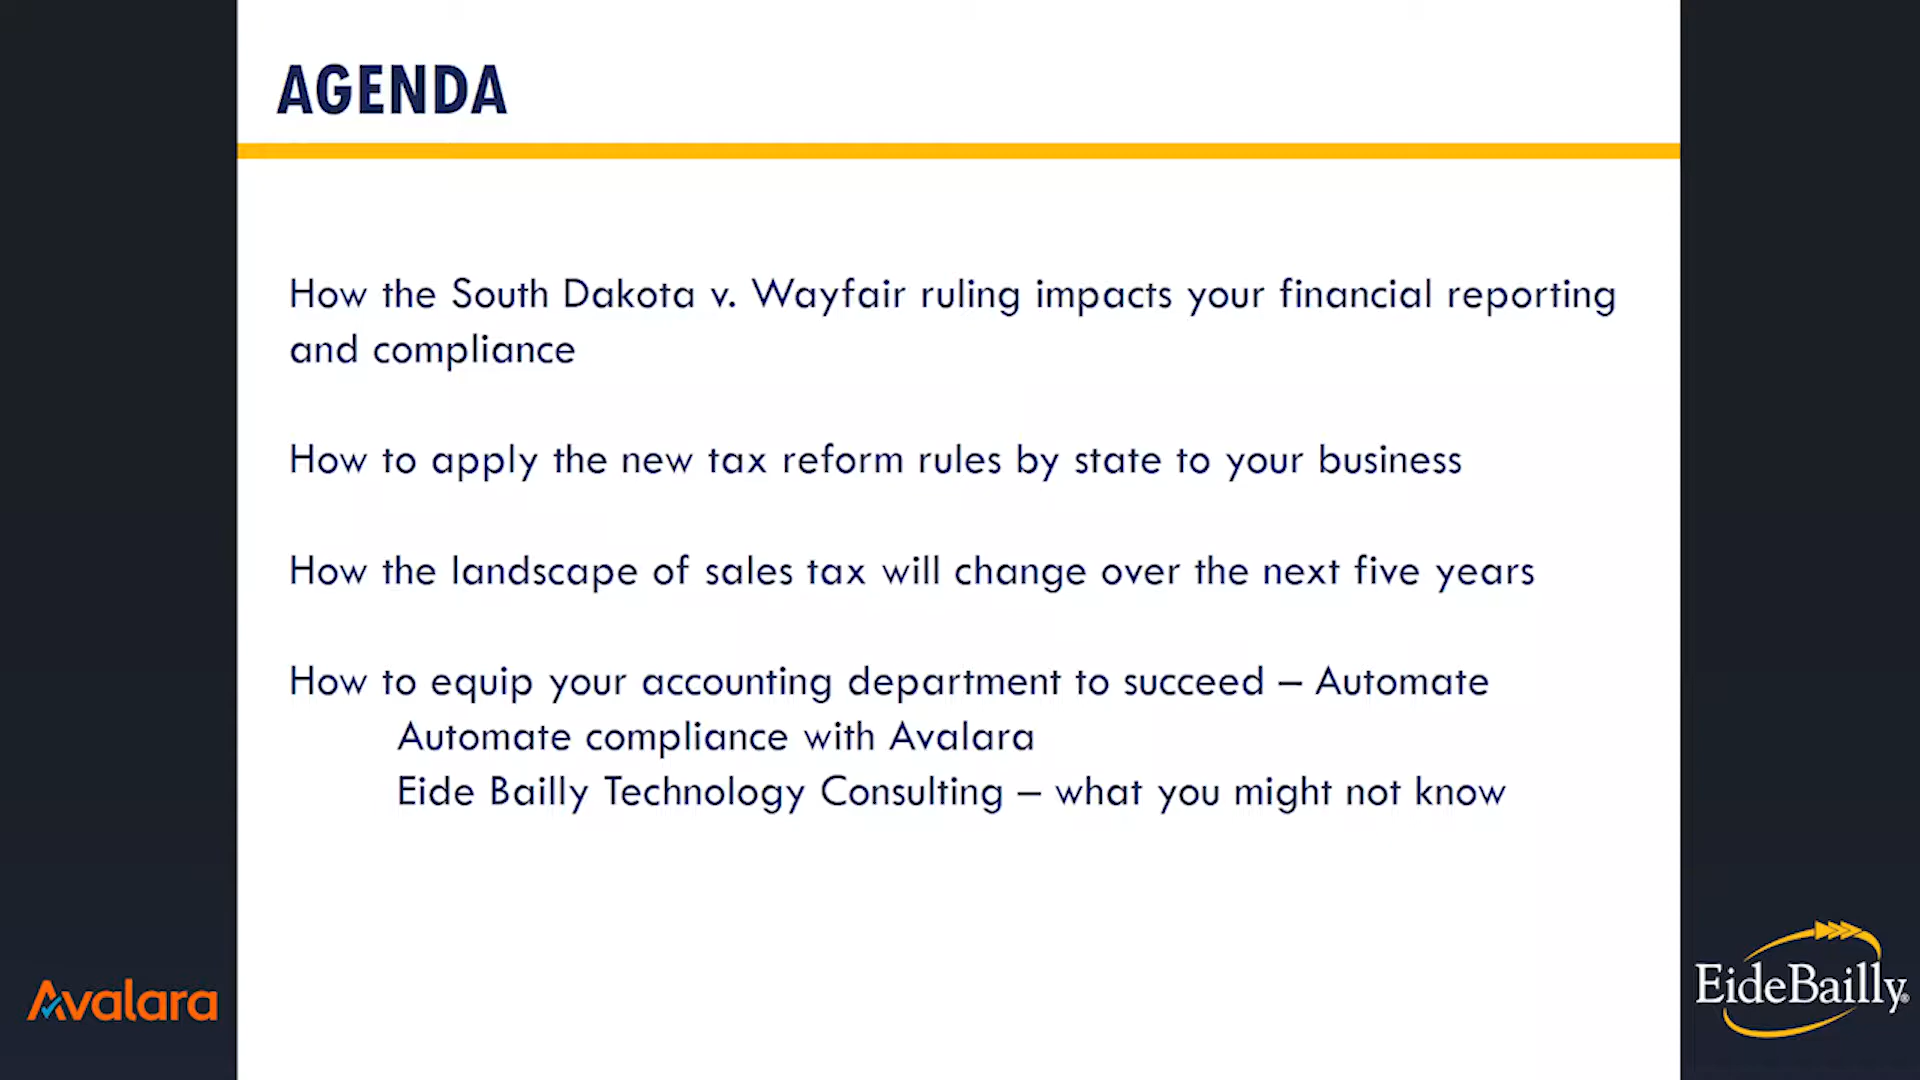 AGENDA
How the South Dakota v. Wayfair ruling impacts your financial reporting
and compliance
How to apply the new tax reform rules by state to your business
How the landscape of sales tax will change over the next five years
How to equip your accounting department to succeed – Automate
Automate compliance with Avalara
Eide Bailly Technology Consulting – what you might not know
Avalara
EideBailly®